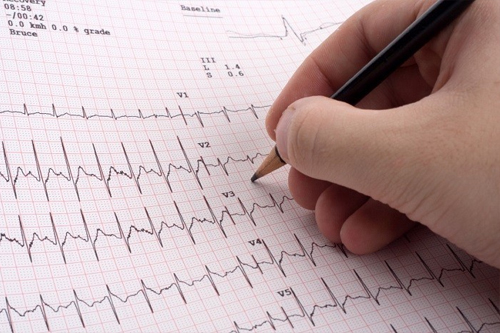 Recovery
08:58
-/00:42
0.0 kmh 0.0 % grade
Bruce
Baseline
III
L 1.4
S 0.6
V1
V2
V3
V4
V5